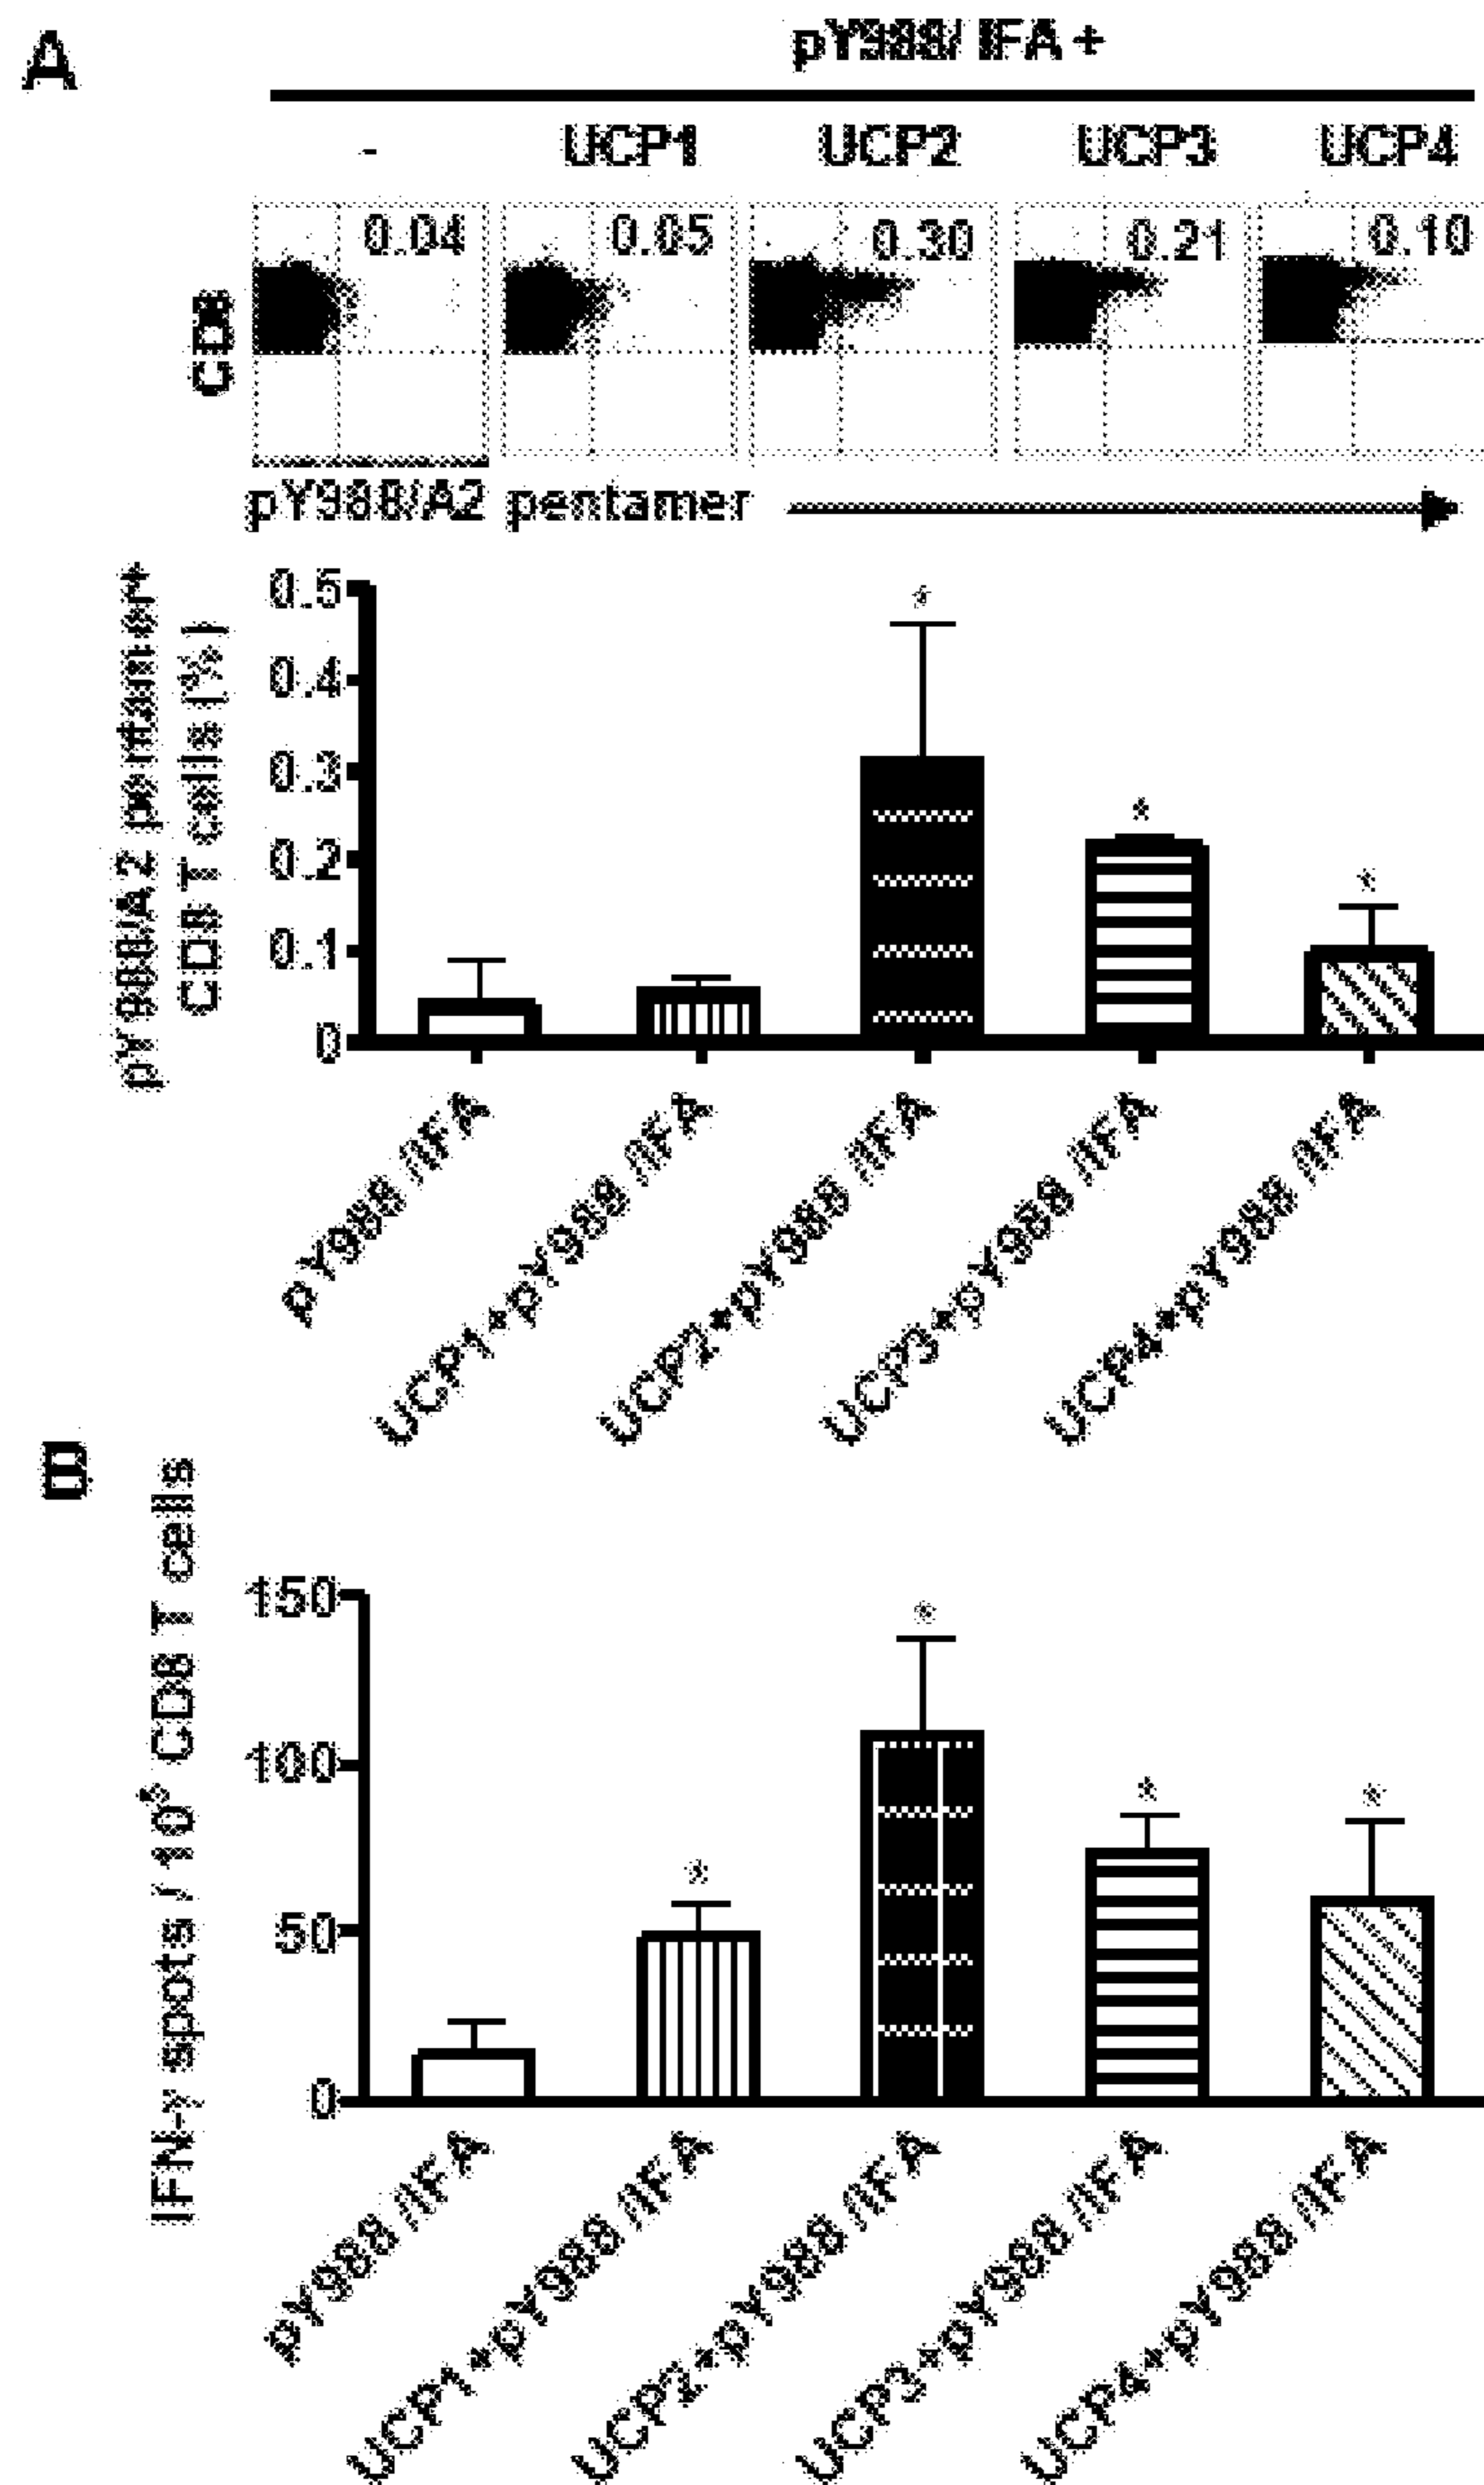 A
pY988/ IFA +
- UCP1 UCP2 UCP3 UCP4
0.04 0.05 0.30 0.21 0.10
CD8
pY988/A2 pentamer
pY988/A2 pentamer+
CD8 T cells (%)
0.5
0.4
0.3
0.2
0.1
0
* * *
pY988 /IFA
UCP1+pY988 /IFA
UCP2+pY988 /IFA
UCP3+pY988 /IFA
UCP4+pY988 /IFA
B
IFN-γ spots / 10⁵ CD8 T cells
150
100
50
0
* * * *
pY988 /IFA
UCP1+pY988 /IFA
UCP2+pY988 /IFA
UCP3+pY988 /IFA
UCP4+pY988 /IFA